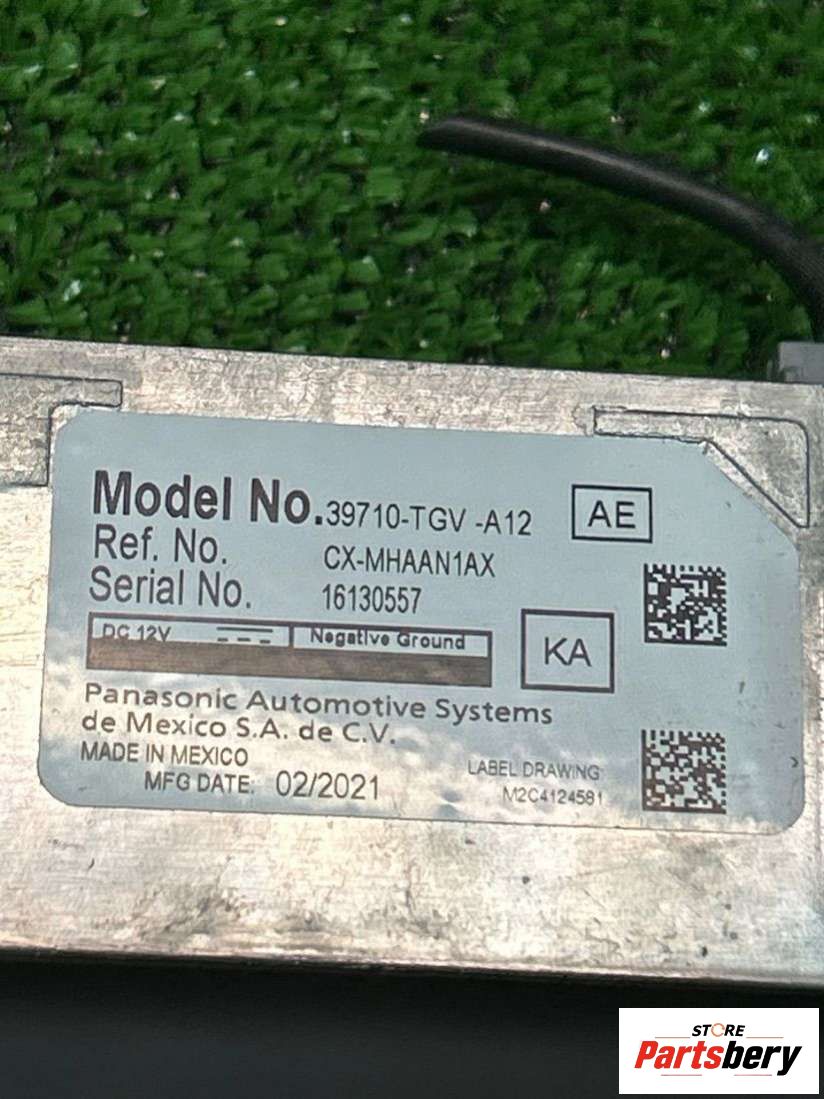 Model No.39710-TGV -A12 AE
Ref. No. CX-MHAAN1AX
Serial No. 16130557
DC 12V Negative Ground
KA
Panasonic Automotive Systems
de Mexico S.A. de C.V.
MADE IN MEXICO
MFG DATE: 02/2021
LABEL DRAWING:
M2C4124581
STORE
Partsbery